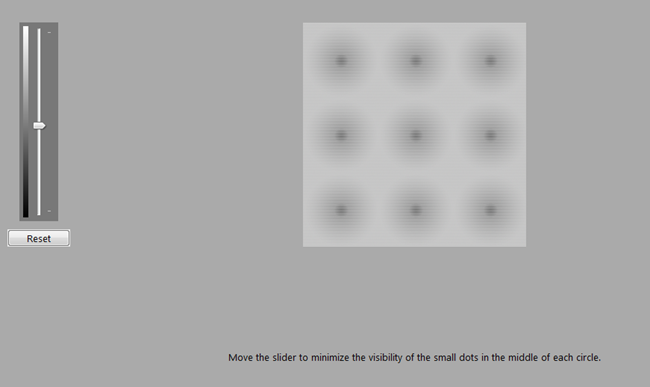 Reset
Move the slider to minimize the visibility of the small dots in the middle of each circle.